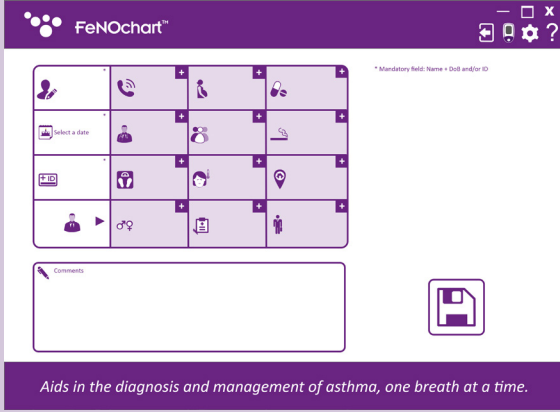 FeNOchart™
* Mandatory field: Name + DoB and/or ID
Select a date
+ ID
Comments
Aids in the diagnosis and management of asthma, one breath at a time.